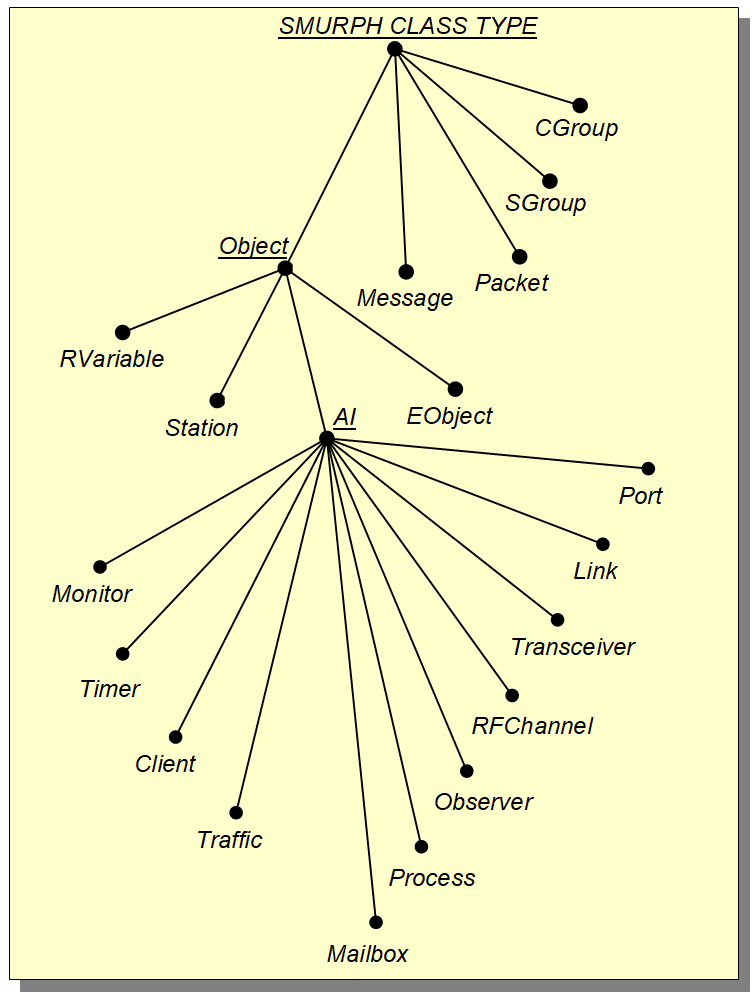 SMURPH CLASS TYPE
CGroup
SGroup
Object
Packet
Message
RVariable
Station
AI
EObject
Port
Link
Monitor
Transceiver
Timer
RFChannel
Client
Observer
Traffic
Process
Mailbox